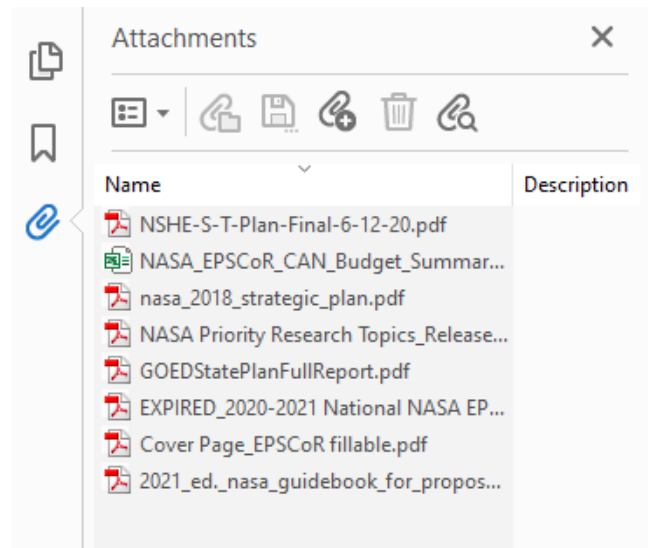 Attachments
Name Description
NSHE-S-T-Plan-Final-6-12-20.pdf
NASA_EPSCoR_CAN_Budget_Summar...
nasa_2018_strategic_plan.pdf
NASA Priority Research Topics_Release...
GOEDStatePlanFullReport.pdf
EXPIRED_2020-2021 National NASA EP...
Cover Page_EPSCoR fillable.pdf
2021_ed._nasa_guidebook_for_propos...